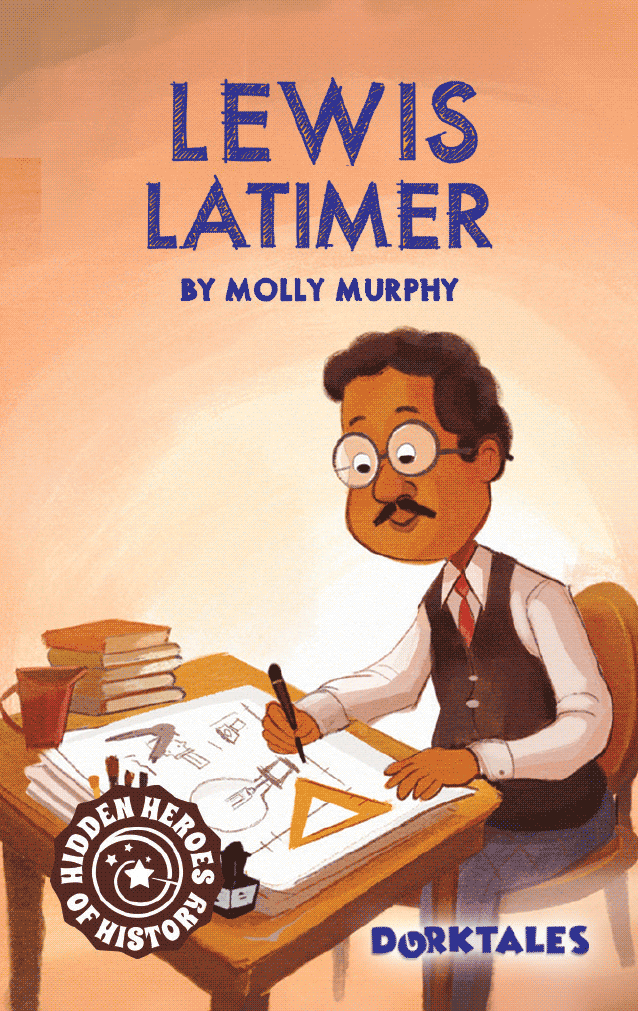 LEWIS
LATIMER
BY MOLLY MURPHY
HIDDEN HEROES
OF HISTORY
DORKTALES